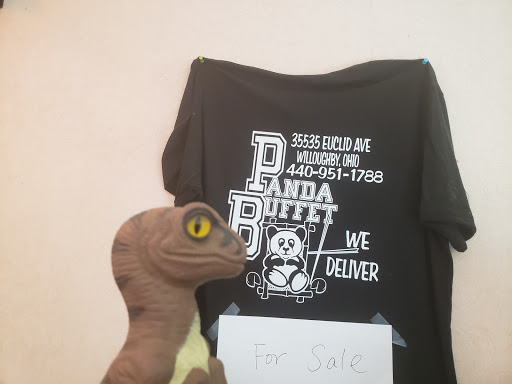 35535 EUCLID AVE
WILLOUGHBY, OHIO
440-951-1788
PANDA
BUFFET
WE
DELIVER
For Sale